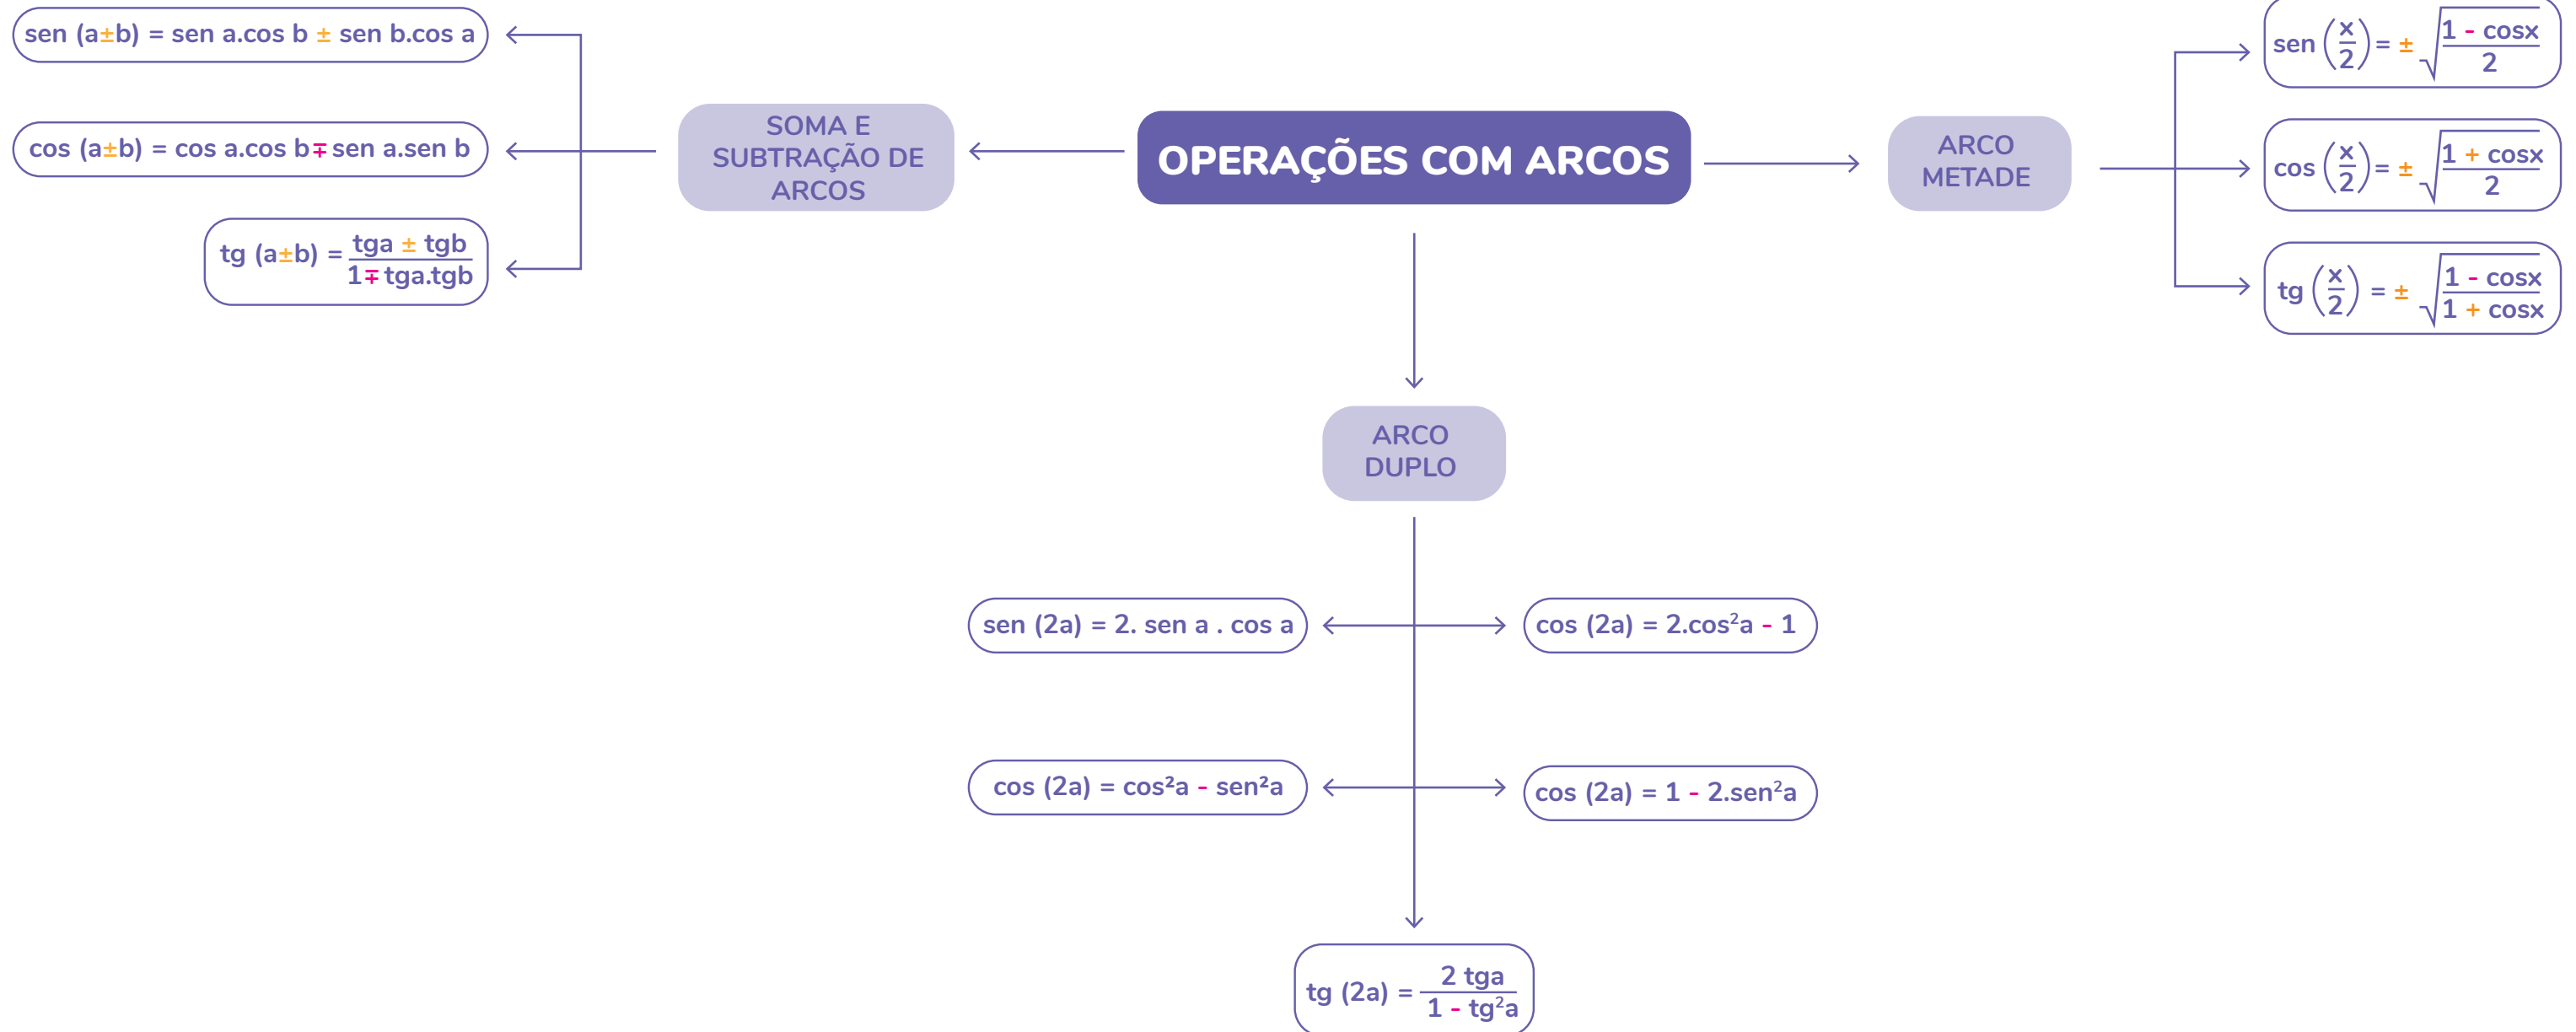 OPERAÇÕES COM ARCOS
SOMA E
SUBTRAÇÃO DE
ARCOS
sen (a±b) = sen a.cos b ± sen b.cos a
cos (a±b) = cos a.cos b∓sen a.sen b
tg (a±b) = tga ± tgb
1∓tga.tgb
ARCO
METADE
sen (x/2) = ± √
1 - cosx
2
cos (x/2) = ± √
1 + cosx
2
tg (x/2) = ± √
1 - cosx
1 + cosx
ARCO
DUPLO
sen (2a) = 2. sen a . cos a
cos (2a) = 2.cos²a - 1
cos (2a) = cos²a - sen²a
cos (2a) = 1 - 2.sen²a
tg (2a) = 2 tga
1 - tg²a